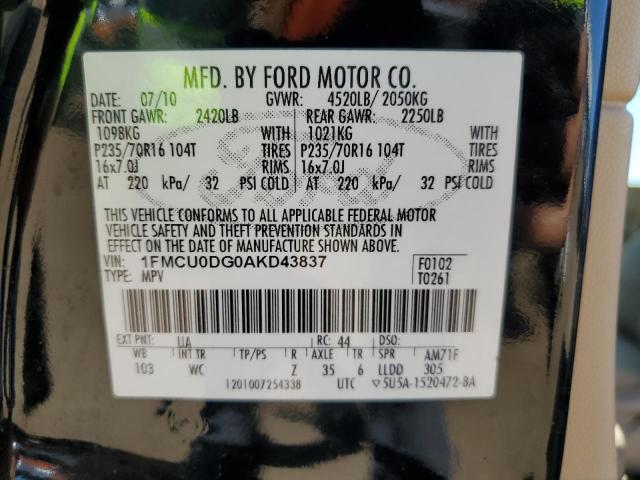 MFD. BY FORD MOTOR CO.
DATE: 07/10 GVWR: 4520LB/ 2050KG
FRONT GAWR: 2420LB REAR GAWR: 2250LB
1098KG WITH 1021KG WITH
P235/70R16 104T TIRES P235/70R16 104T TIRES
16x7.0J RIMS 16x7.0J RIMS
AT 220 kPa/ 32 PSI COLD AT 220 kPa/ 32 PSI COLD
THIS VEHICLE CONFORMS TO ALL APPLICABLE FEDERAL MOTOR
VEHICLE SAFETY AND THEFT PREVENTION STANDARDS IN
EFFECT ON THE DATE OF MANUFACTURE SHOWN ABOVE.
VIN: 1FMCU0DG0AKD43837 F0102
TYPE: MPV T0261
EXT PNT: UA RC: 44 DSO:
WB INT TR TP/PS R AXLE TR SPR AM71F
103 WC Z 35 6 LLDD 305
1201007254338 UTC ▽5U5A-1520472-BA